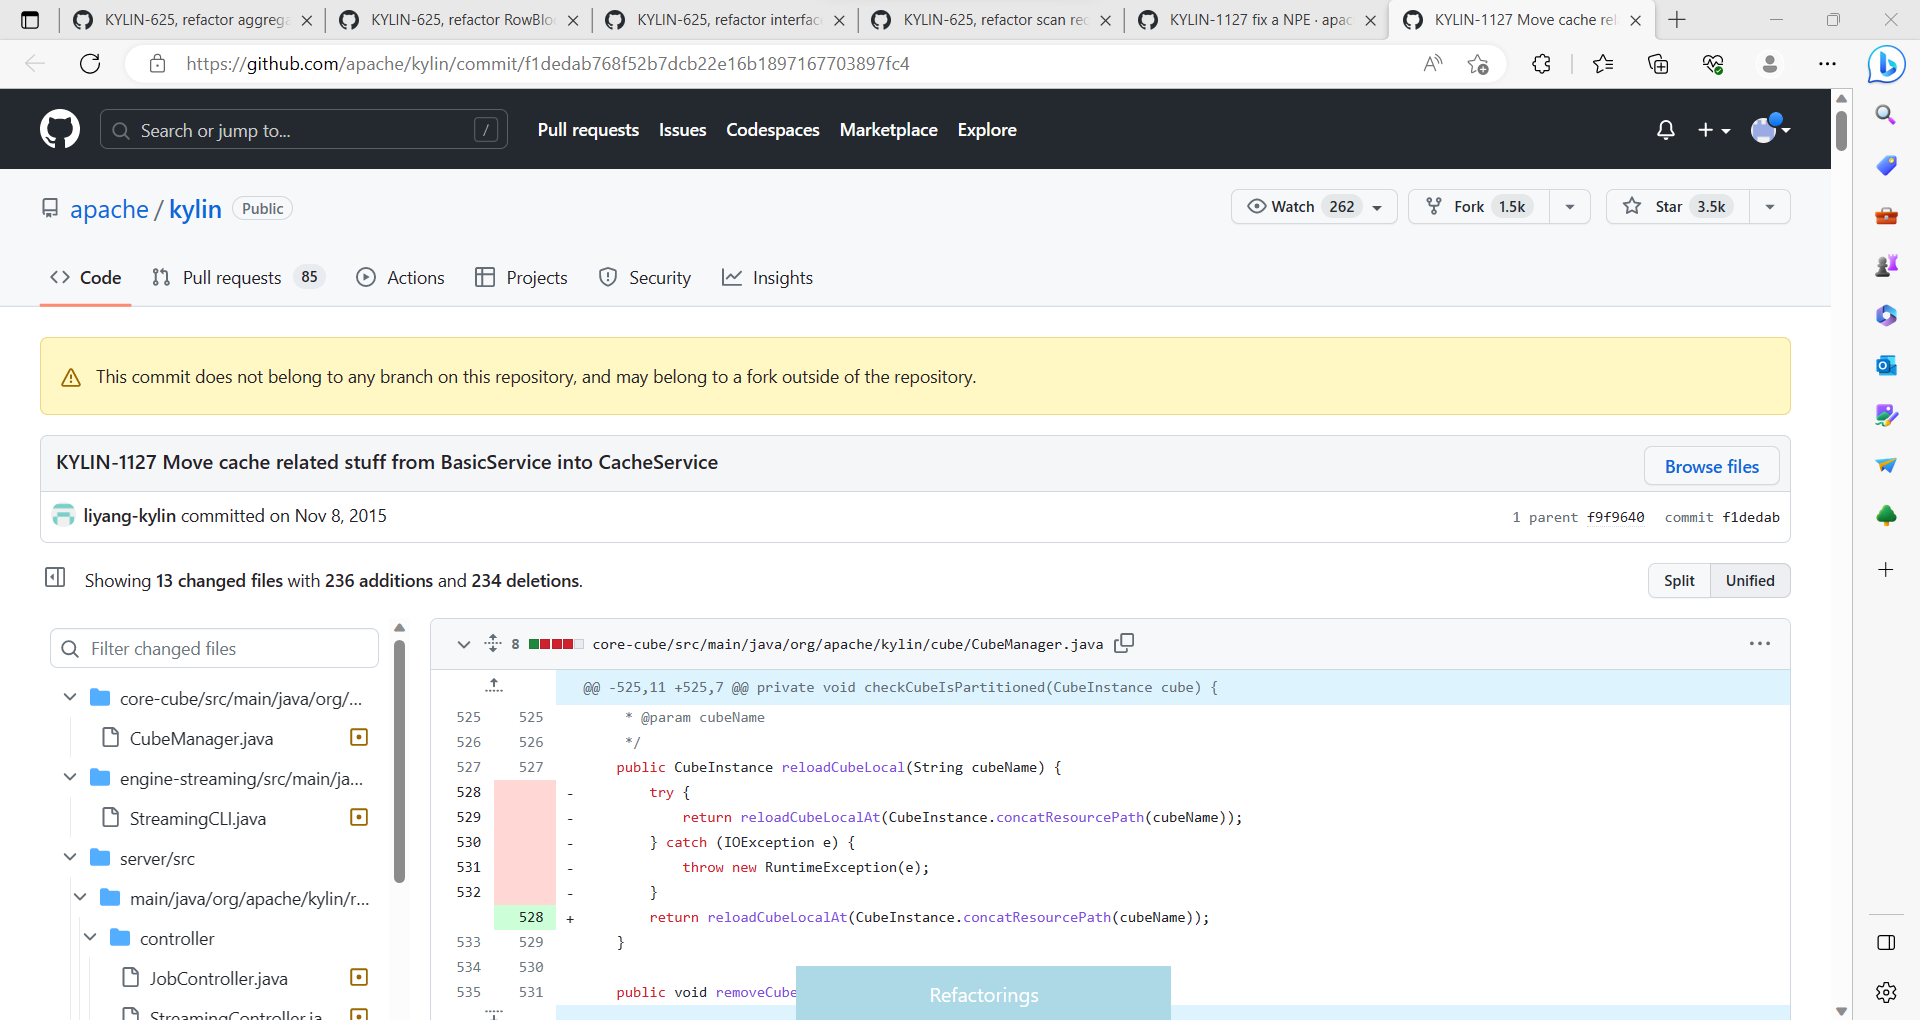 KYLIN-625, refactor aggrega
KYLIN-625, refactor RowBlo
KYLIN-625, refactor interfac
KYLIN-625, refactor scan rec
KYLIN-1127 fix a NPE · apac
KYLIN-1127 Move cache rel
https://github.com/apache/kylin/commit/f1dedab768f52b7dcb22e16b1897167703897fc4
Search or jump to... /
Pull requests Issues Codespaces Marketplace Explore
apache / kylin Public
Watch 262 Fork 1.5k Star 3.5k
Code Pull requests 85 Actions Projects Security Insights
This commit does not belong to any branch on this repository, and may belong to a fork outside of the repository.
KYLIN-1127 Move cache related stuff from BasicService into CacheService
Browse files
liyang-kylin committed on Nov 8, 2015
1 parent f9f9640 commit f1dedab
Showing 13 changed files with 236 additions and 234 deletions.
Split Unified
Filter changed files
core-cube/src/main/java/org/...
CubeManager.java
engine-streaming/src/main/ja...
StreamingCLI.java
server/src
main/java/org/apache/kylin/r...
controller
JobController.java
StreamingController.ja...
8 core-cube/src/main/java/org/apache/kylin/cube/CubeManager.java
@@ -525,11 +525,7 @@ private void checkCubeIsPartitioned(CubeInstance cube) {
525 525 * @param cubeName
526 526 */
527 527 public CubeInstance reloadCubeLocal(String cubeName) {
528 - try {
529 - return reloadCubeLocalAt(CubeInstance.concatResourcePath(cubeName));
530 - } catch (IOException e) {
531 - throw new RuntimeException(e);
532 - }
528 + return reloadCubeLocalAt(CubeInstance.concatResourcePath(cubeName));
533 529 }
534 530
535 531 public void removeCube
Refactorings